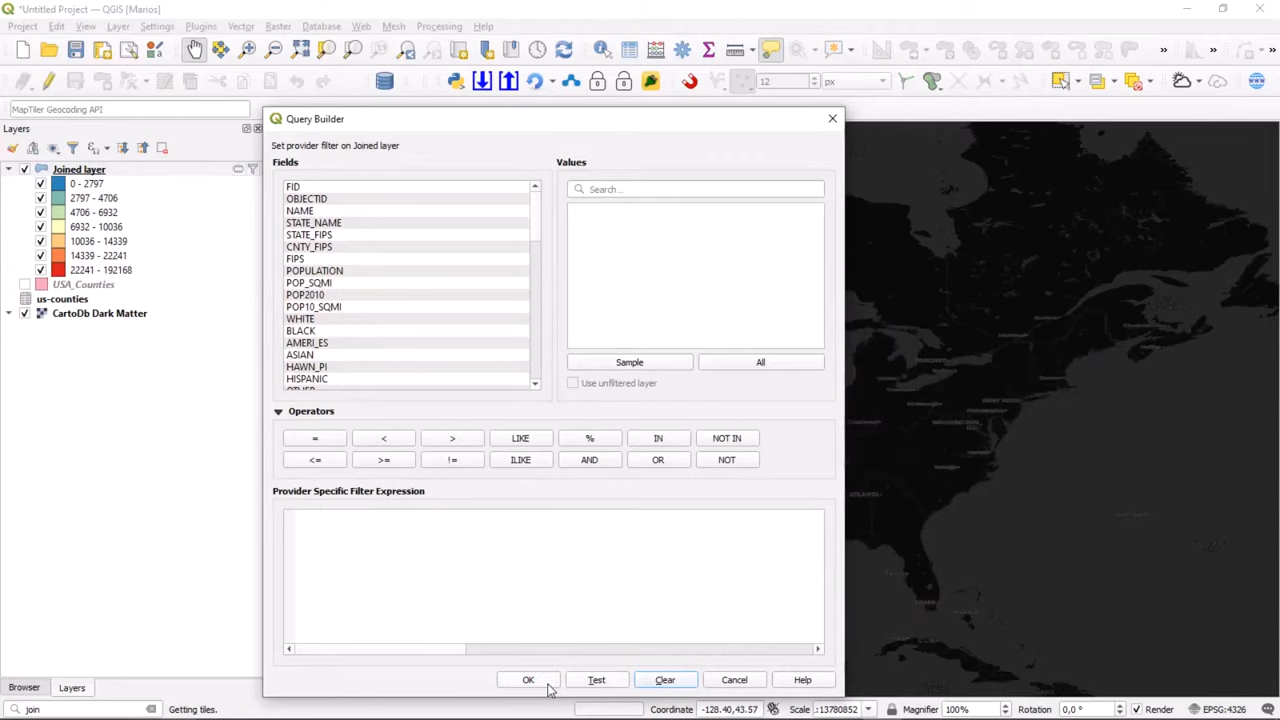 *Untitled Project — QGIS [Marios]
Project Edit View Layer Settings Plugins Vector Raster Database Web Mesh Processing Help
12 px
MapTiler Geocoding API
Layers
Joined layer
0 - 2797
2797 - 4706
4706 - 6932
6932 - 10036
10036 - 14339
14339 - 22241
22241 - 192168
USA_Counties
us-counties
CartoDb Dark Matter
Query Builder
Set provider filter on Joined layer
Fields
FID
OBJECTID
NAME
STATE_NAME
STATE_FIPS
CNTY_FIPS
FIPS
POPULATION
POP_SQMI
POP2010
POP10_SQMI
WHITE
BLACK
AMERI_ES
ASIAN
HAWN_PI
HISPANIC
Values
Search...
Sample All
Use unfiltered layer
Operators
= < > LIKE % IN NOT IN
<= >= != ILIKE AND OR NOT
Provider Specific Filter Expression
OK Test Clear Cancel Help
Browser Layers
join Getting tiles. Coordinate -128.40,43.57 Scale :13780852 Magnifier 100% Rotation 0,0 ° Render EPSG:4326